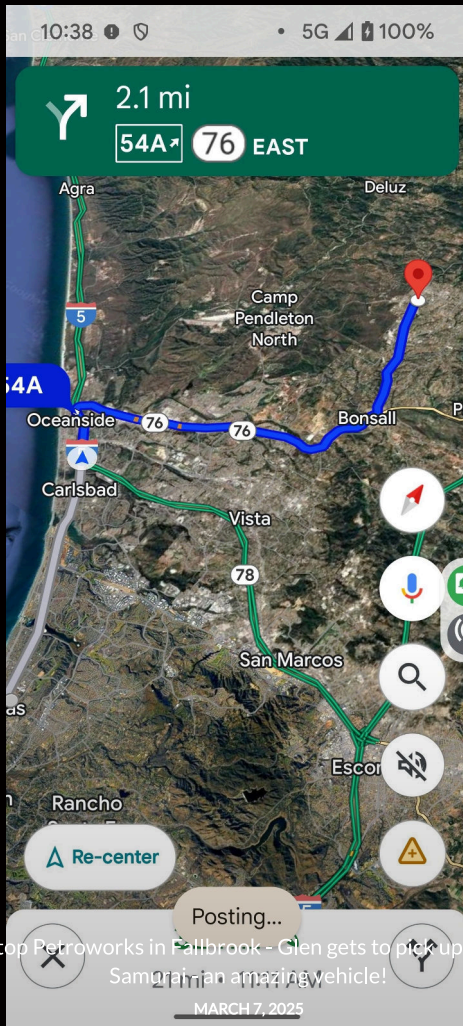 10:38
5G 100%
2.1 mi
54A 76 EAST
Agra
Deluz
5
Camp
Pendleton
North
54A
Oceanside
76
76
Bonsall
Carlsbad
Vista
78
San Marcos
Escon
Rancho
Re-center
Posting...
top Petroworks in Fallbrook - Glen gets to pick up
Samurai - an amazing vehicle!
MARCH 7, 2025